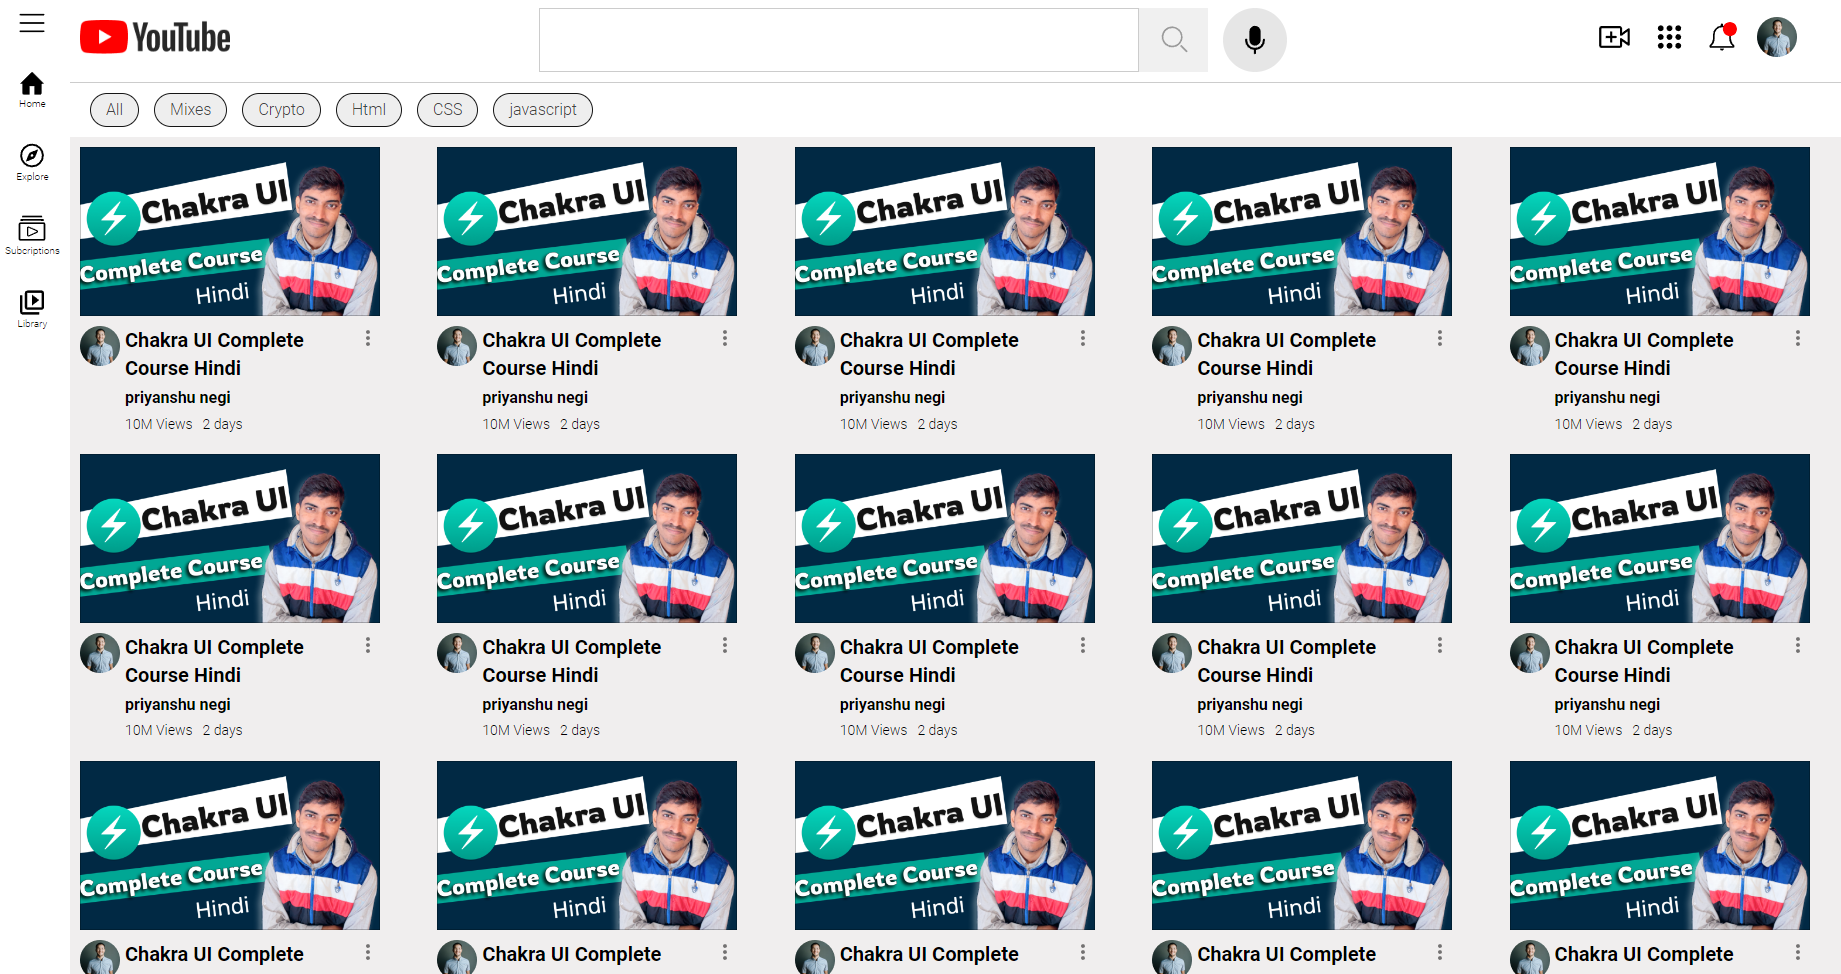 YouTube
Home
Explore
Subcriptions
Library
All Mixes Crypto Html CSS javascript
Chakra UI Chakra UI Chakra UI Chakra UI Chakra UI
Complete Course Complete Course Complete Course Complete Course Complete Course
Hindi Hindi Hindi Hindi Hindi
Chakra UI Complete Chakra UI Complete Chakra UI Complete Chakra UI Complete Chakra UI Complete
Course Hindi Course Hindi Course Hindi Course Hindi Course Hindi
priyanshu negi priyanshu negi priyanshu negi priyanshu negi priyanshu negi
10M Views 2 days 10M Views 2 days 10M Views 2 days 10M Views 2 days 10M Views 2 days
Chakra UI Chakra UI Chakra UI Chakra UI Chakra UI
Complete Course Complete Course Complete Course Complete Course Complete Course
Hindi Hindi Hindi Hindi Hindi
Chakra UI Complete Chakra UI Complete Chakra UI Complete Chakra UI Complete Chakra UI Complete
Course Hindi Course Hindi Course Hindi Course Hindi Course Hindi
priyanshu negi priyanshu negi priyanshu negi priyanshu negi priyanshu negi
10M Views 2 days 10M Views 2 days 10M Views 2 days 10M Views 2 days 10M Views 2 days
Chakra UI Chakra UI Chakra UI Chakra UI Chakra UI
Complete Course Complete Course Complete Course Complete Course Complete Course
Hindi Hindi Hindi Hindi Hindi
Chakra UI Complete Chakra UI Complete Chakra UI Complete Chakra UI Complete Chakra UI Complete